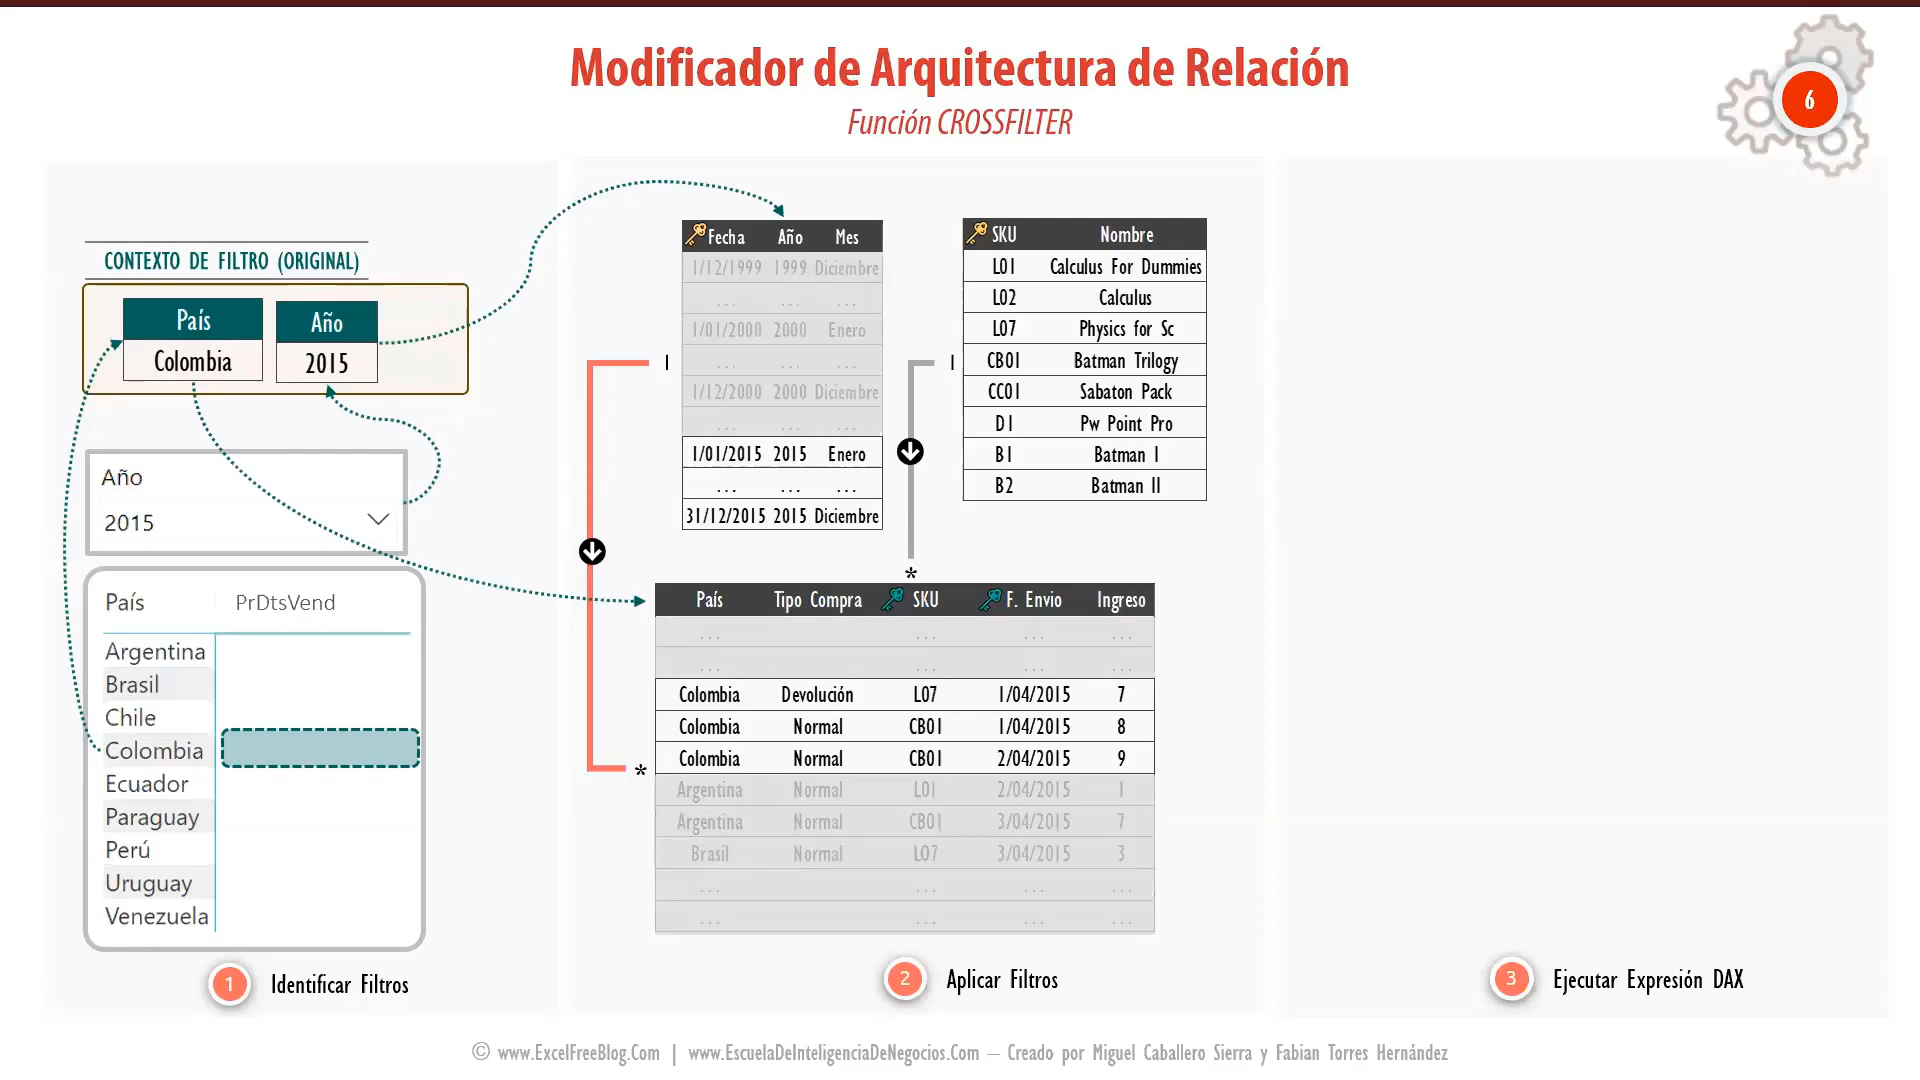 Modificador de Arquitectura de Relación
Función CROSSFILTER
6
CONTEXTO DE FILTRO (ORIGINAL)
País
Colombia
Año
2015
Año
2015
País PrDtsVend
Argentina
Brasil
Chile
Colombia
Ecuador
Paraguay
Perú
Uruguay
Venezuela
1 Identificar Filtros
Fecha Año Mes
1/12/1999 1999 Diciembre
... ... ...
1/01/2000 2000 Enero
... ... ...
1/12/2000 2000 Diciembre
... ... ...
1/01/2015 2015 Enero
... ... ...
31/12/2015 2015 Diciembre
1
*
SKU Nombre
L01 Calculus For Dummies
L02 Calculus
L07 Physics for Sc
CB01 Batman Trilogy
CC01 Sabaton Pack
D1 Pw Point Pro
B1 Batman I
B2 Batman II
1
*
País Tipo Compra SKU F. Envio Ingreso
... ... ... ...
... ... ... ...
Colombia Devolución L07 1/04/2015 7
Colombia Normal CB01 1/04/2015 8
Colombia Normal CB01 2/04/2015 9
Argentina Normal L01 2/04/2015 1
Argentina Normal CB01 3/04/2015 7
Brasil Normal L07 3/04/2015 3
... ... ... ...
... ... ... ...
2 Aplicar Filtros
3 Ejecutar Expresión DAX
© www.ExcelFreeBlog.Com | www.EscuelaDeInteligenciaDeNegocios.Com – Creado por Miguel Caballero Sierra y Fabian Torres Hernández